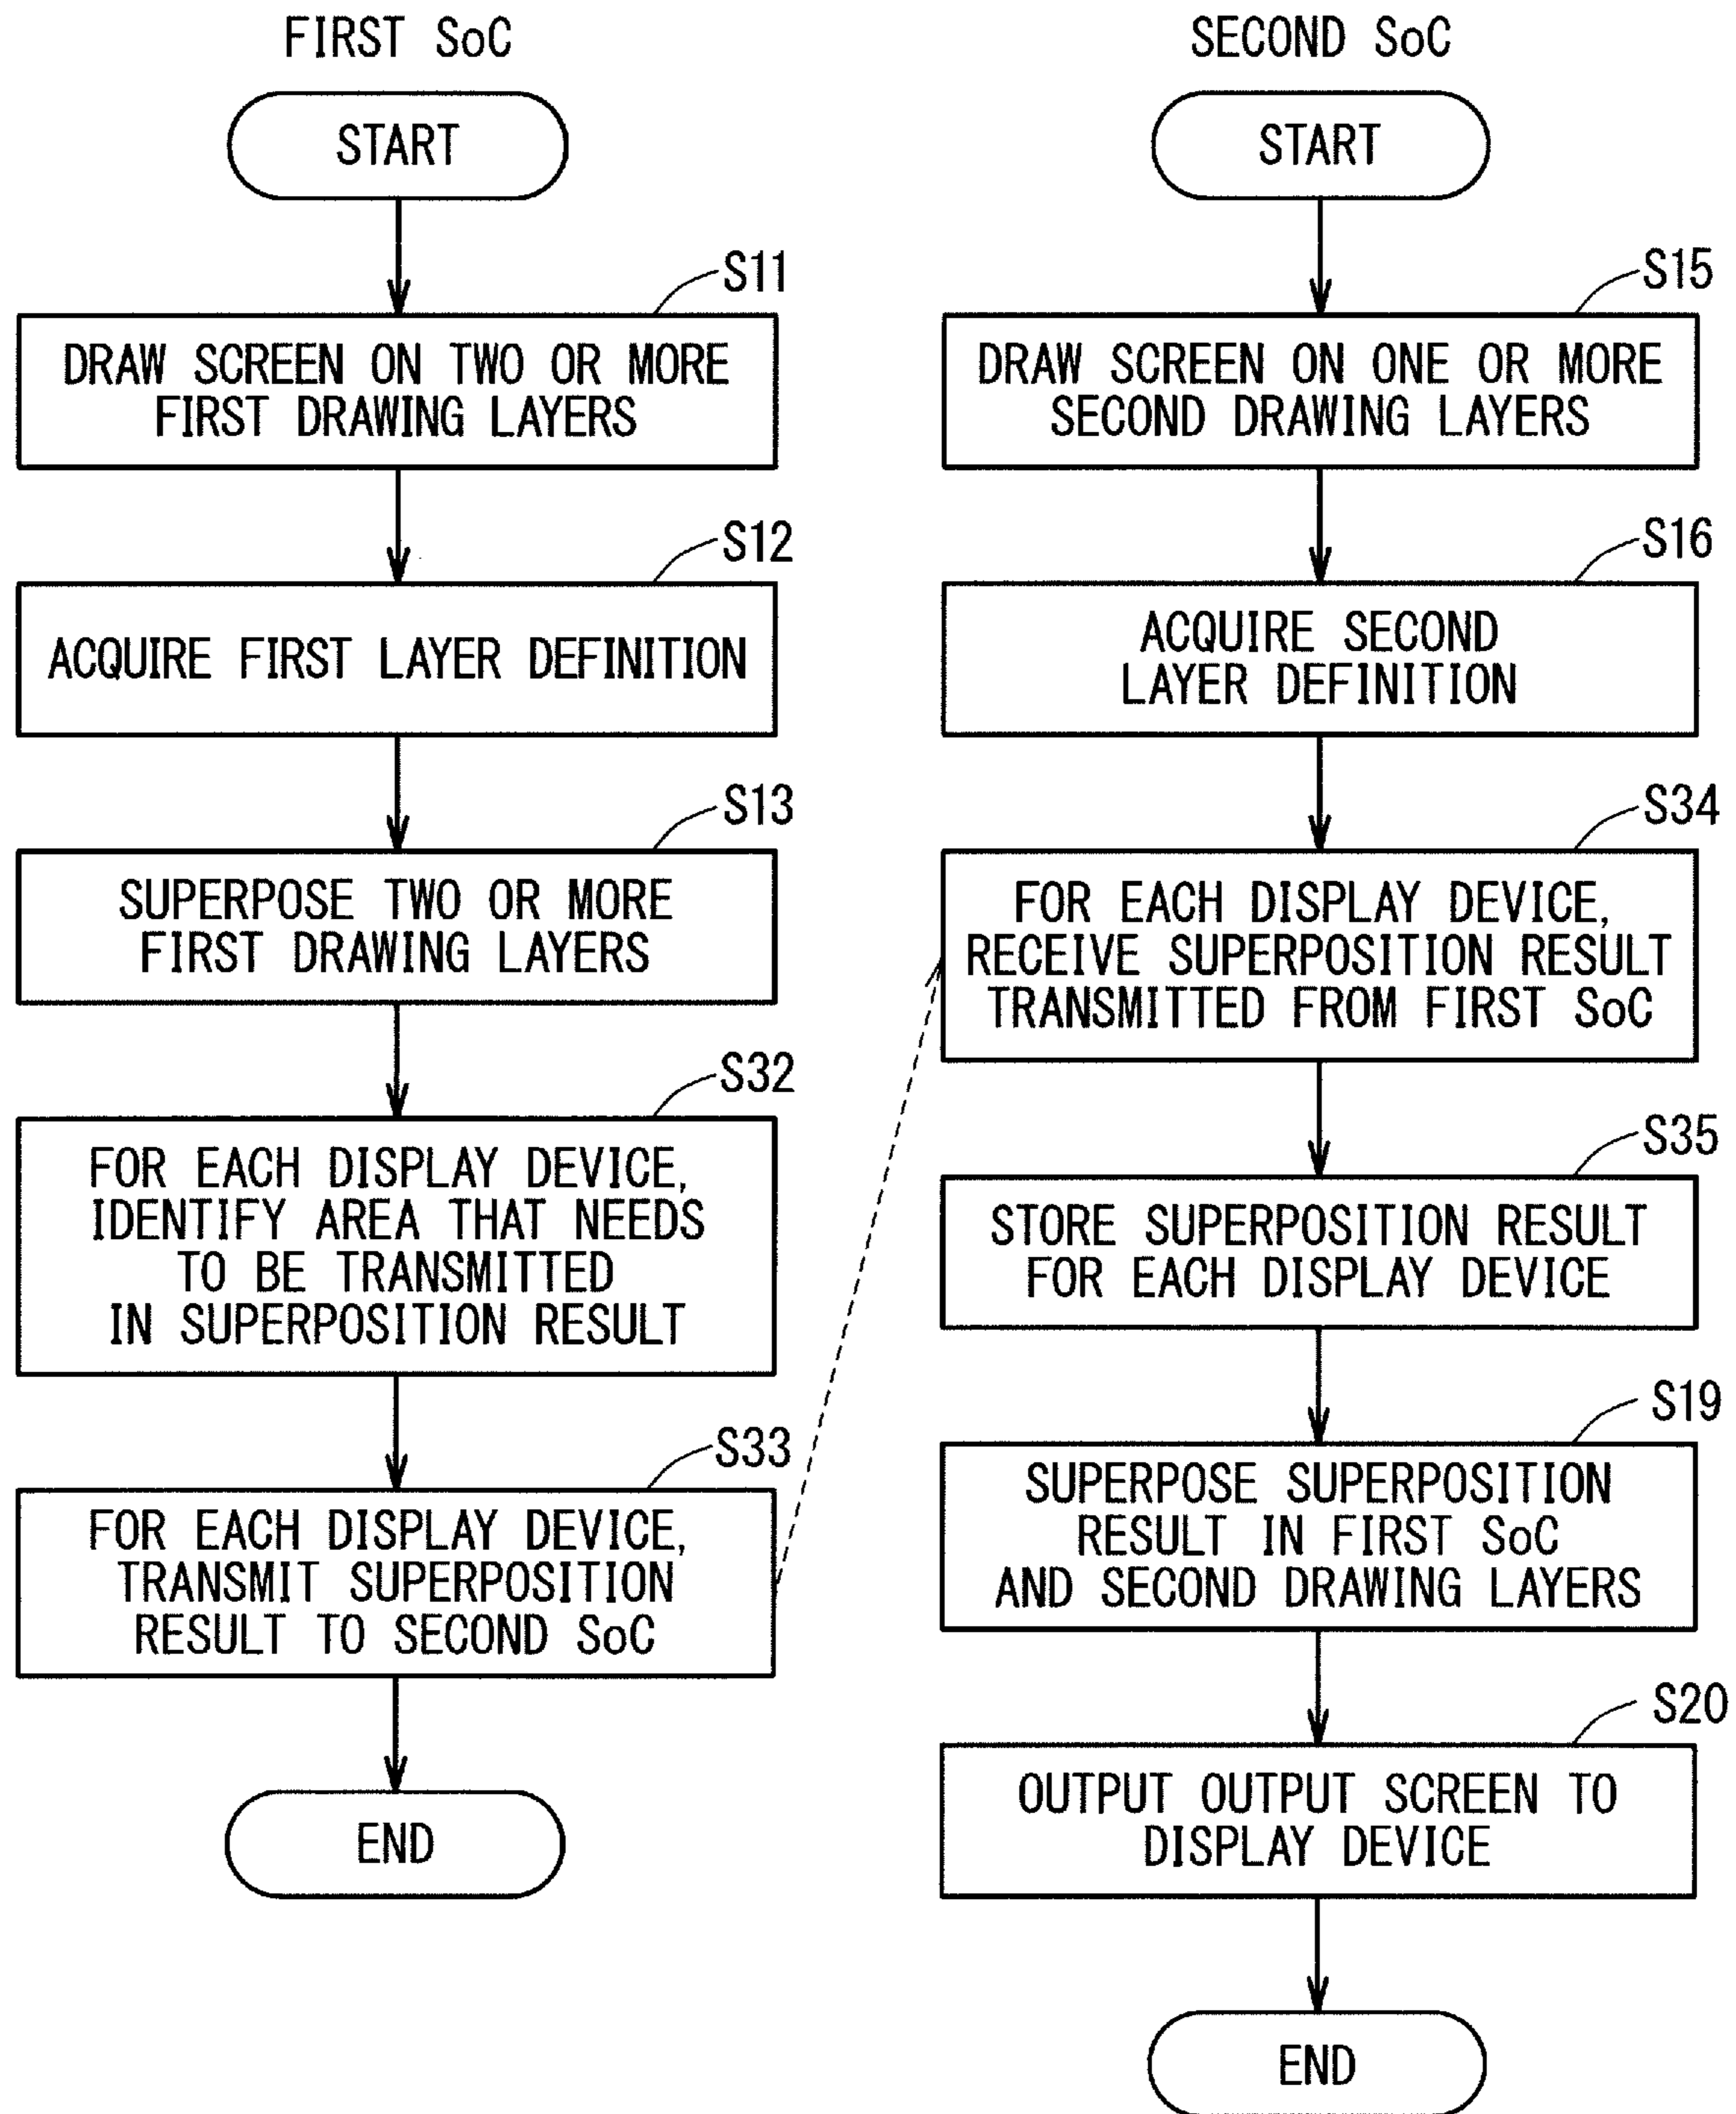 FIRST SoC
START
S11
DRAW SCREEN ON TWO OR MORE
FIRST DRAWING LAYERS
S12
ACQUIRE FIRST LAYER DEFINITION
S13
SUPERPOSE TWO OR MORE
FIRST DRAWING LAYERS
S32
FOR EACH DISPLAY DEVICE,
IDENTIFY AREA THAT NEEDS
TO BE TRANSMITTED
IN SUPERPOSITION RESULT
S33
FOR EACH DISPLAY DEVICE,
TRANSMIT SUPERPOSITION
RESULT TO SECOND SoC
END
SECOND SoC
START
S15
DRAW SCREEN ON ONE OR MORE
SECOND DRAWING LAYERS
S16
ACQUIRE SECOND
LAYER DEFINITION
S34
FOR EACH DISPLAY DEVICE,
RECEIVE SUPERPOSITION RESULT
TRANSMITTED FROM FIRST SoC
S35
STORE SUPERPOSITION RESULT
FOR EACH DISPLAY DEVICE
S19
SUPERPOSE SUPERPOSITION
RESULT IN FIRST SoC
AND SECOND DRAWING LAYERS
S20
OUTPUT OUTPUT SCREEN TO
DISPLAY DEVICE
END